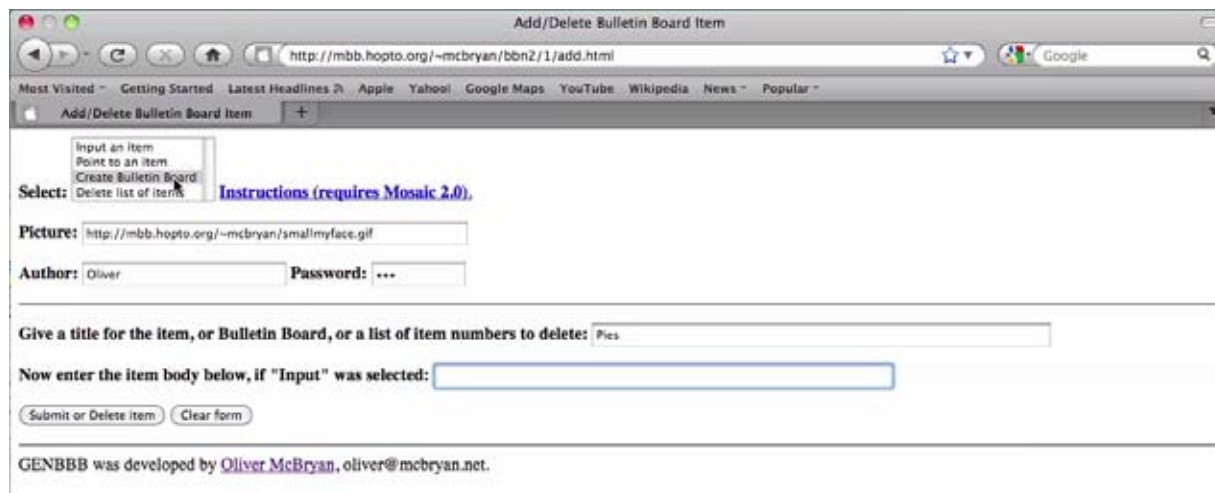 Add/Delete Bulletin Board Item
http://mbb.hopto.org/~mcbryan/bbn2/1/add.html
Google
Most Visited Getting Started Latest Headlines Apple Yahoo! Google Maps YouTube Wikipedia News Popular
Add/Delete Bulletin Board Item +
Input an item
Point to an item
Create Bulletin Board
Select: Delete list of items Instructions (requires Mosaic 2.0).
Picture: http://mbb.hopto.org/~mcbryan/smallmyface.gif
Author: Oliver Password: •••
Give a title for the item, or Bulletin Board, or a list of item numbers to delete: Pies
Now enter the item body below, if "Input" was selected:
Submit or Delete item Clear form
GENBBB was developed by Oliver McBryan, oliver@mcbryan.net.